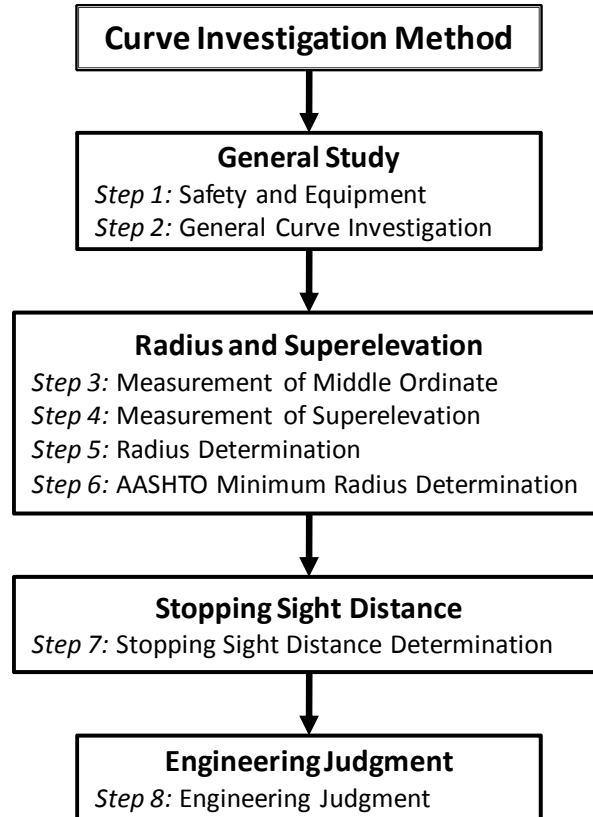 Curve Investigation Method
General Study
Step 1: Safety and Equipment
Step 2: General Curve Investigation
Radius and Superelevation
Step 3: Measurement of Middle Ordinate
Step 4: Measurement of Superelevation
Step 5: Radius Determination
Step 6: AASHTO Minimum Radius Determination
Stopping Sight Distance
Step 7: Stopping Sight Distance Determination
Engineering Judgment
Step 8: Engineering Judgment